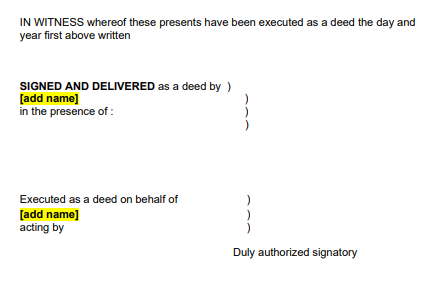 IN WITNESS whereof these presents have been executed as a deed the day and
year first above written
SIGNED AND DELIVERED as a deed by )
[add name] )
in the presence of : )
)
Executed as a deed on behalf of )
[add name] )
acting by )
Duly authorized signatory